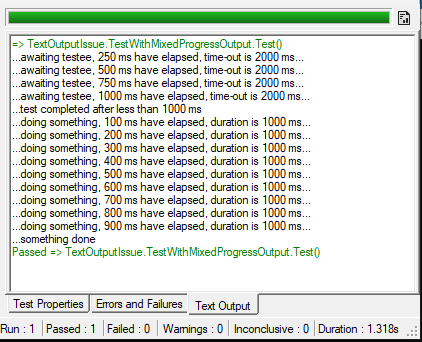 => TextOutputIssue.TestWithMixedProgressOutput.Test()
...awaiting testee, 250 ms have elapsed, time-out is 2000 ms...
...awaiting testee, 500 ms have elapsed, time-out is 2000 ms...
...awaiting testee, 750 ms have elapsed, time-out is 2000 ms...
...awaiting testee, 1000 ms have elapsed, time-out is 2000 ms...
...test completed after less than 1000 ms
...doing something, 100 ms have elapsed, duration is 1000 ms...
...doing something, 200 ms have elapsed, duration is 1000 ms...
...doing something, 300 ms have elapsed, duration is 1000 ms...
...doing something, 400 ms have elapsed, duration is 1000 ms...
...doing something, 500 ms have elapsed, duration is 1000 ms...
...doing something, 600 ms have elapsed, duration is 1000 ms...
...doing something, 700 ms have elapsed, duration is 1000 ms...
...doing something, 800 ms have elapsed, duration is 1000 ms...
...doing something, 900 ms have elapsed, duration is 1000 ms...
...something done
Passed => TextOutputIssue.TestWithMixedProgressOutput.Test()
Test Properties Errors and Failures Text Output
Run : 1 Passed : 1 Failed : 0 Warnings : 0 Inconclusive : 0 Duration : 1.318s